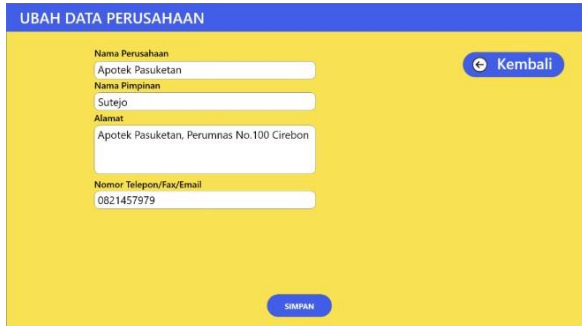 UBAH DATA PERUSAHAAN
Nama Perusahaan
Apotek Pasuketan
Kembali
Nama Pimpinan
Sutejo
Alamat
Apotek Pasuketan, Perumnas No.100 Cirebon
Nomor Telepon/Fax/Email
0821457979
SIMPAN